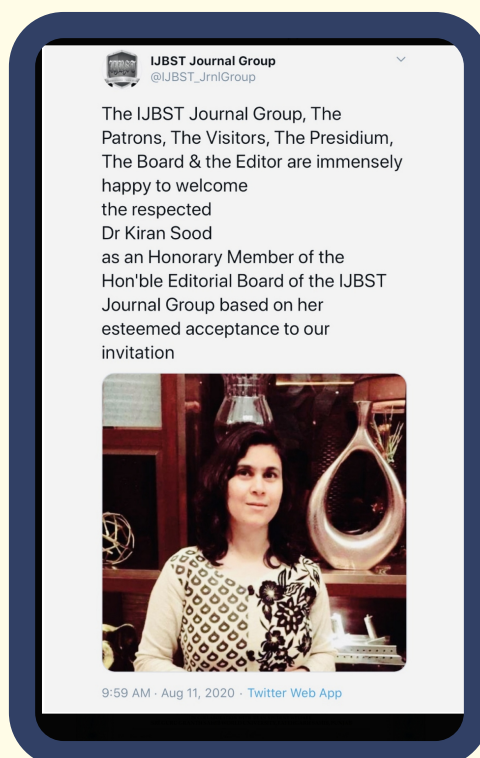 IJBST Journal Group
@IJBST_JrnlGroup
The IJBST Journal Group, The
Patrons, The Visitors, The Presidium,
The Board & the Editor are immensely
happy to welcome
the respected
Dr Kiran Sood
as an Honorary Member of the
Hon'ble Editorial Board of the IJBST
Journal Group based on her
esteemed acceptance to our
invitation
9:59 AM · Aug 11, 2020 · Twitter Web App